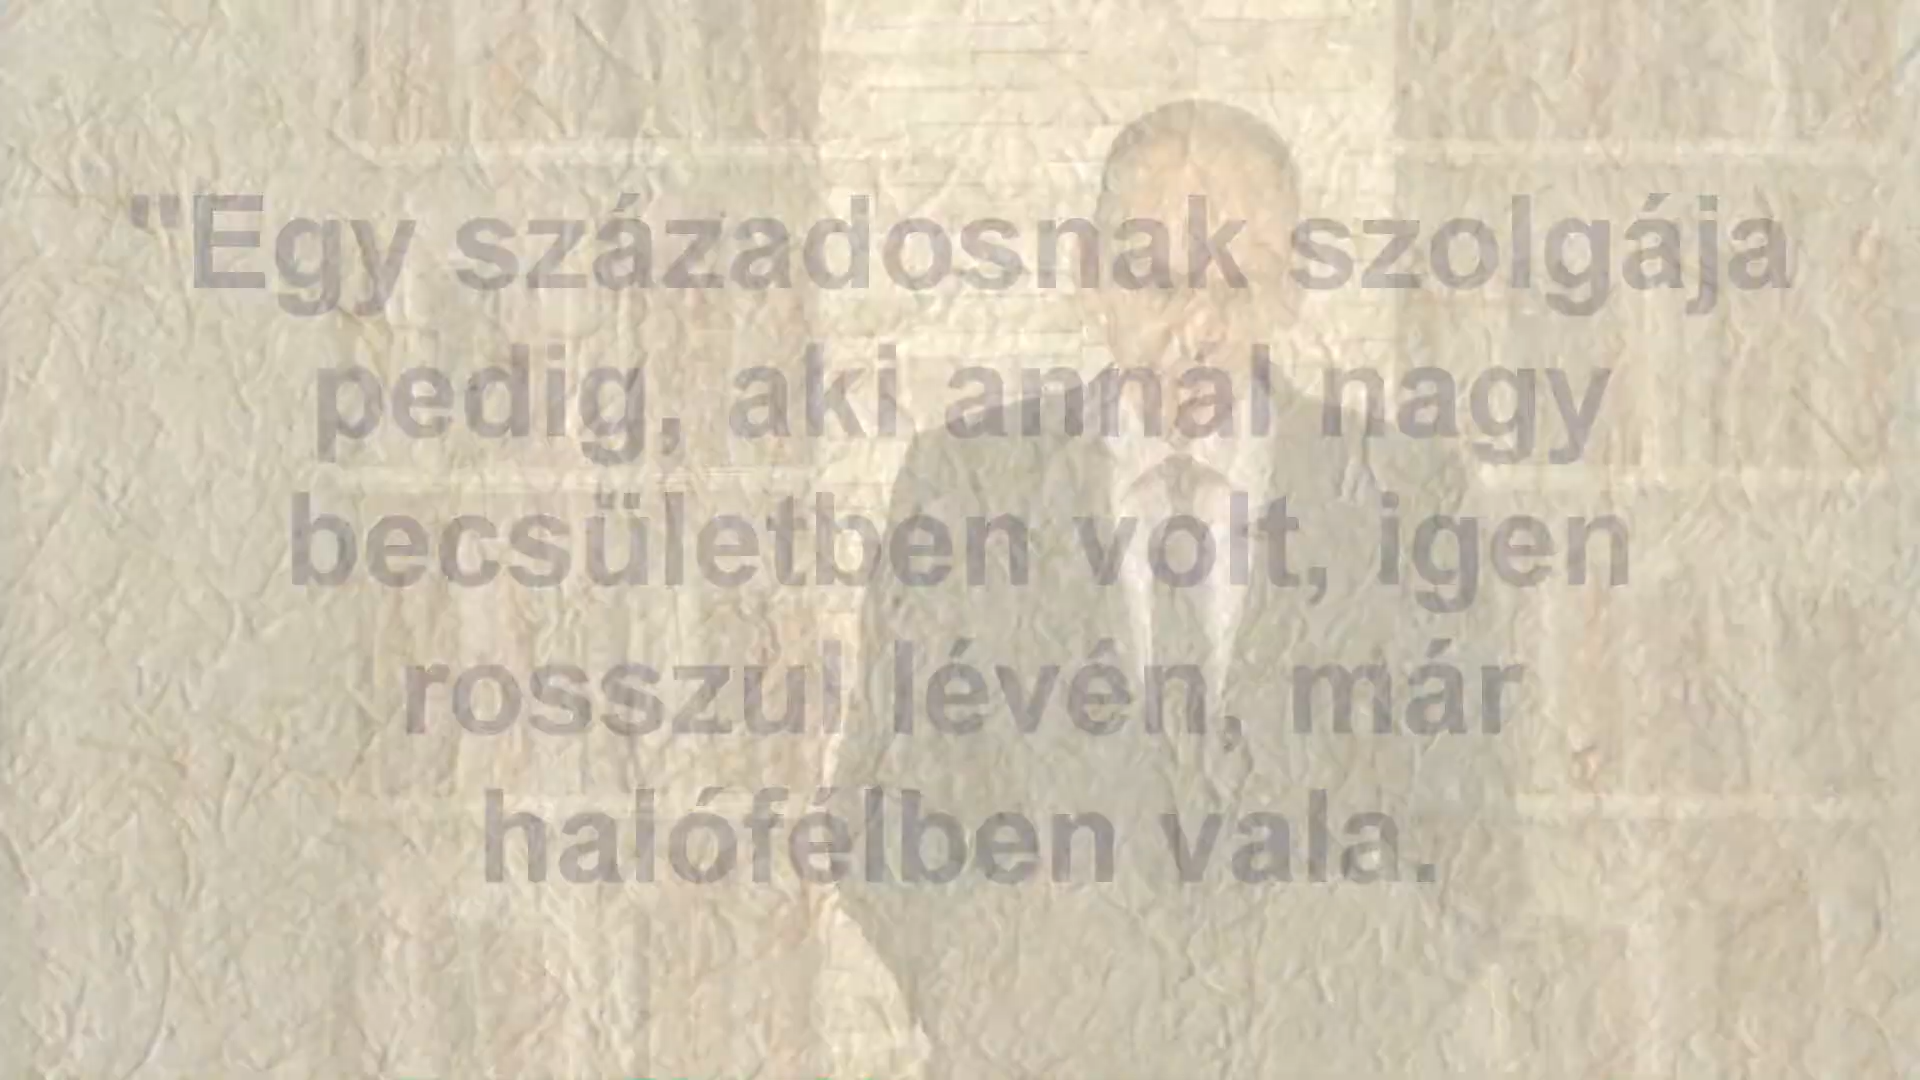 "Egy századosnak szolgája
pedig, aki annál nagy
becsületben volt, igen
rosszul lévén, már
halófélben vala.